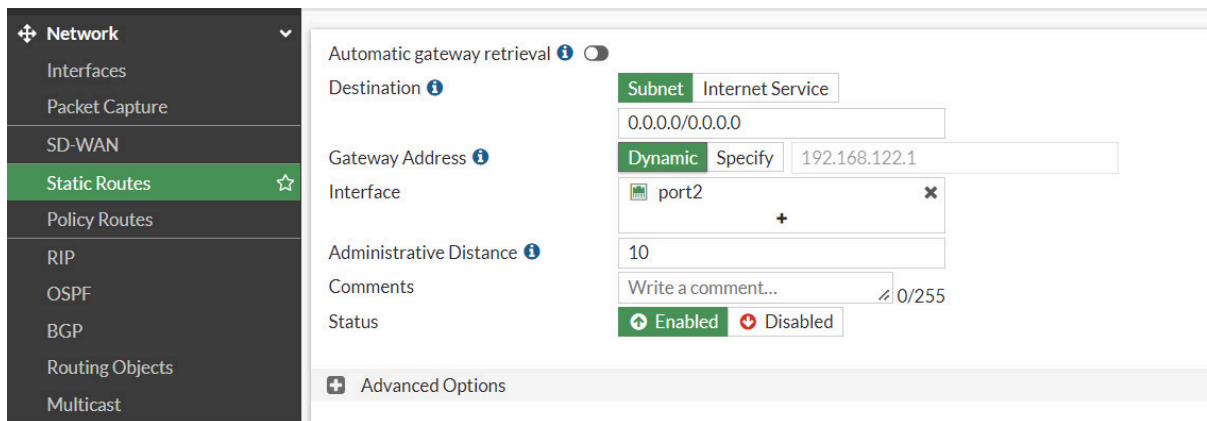 Network
Interfaces
Packet Capture
SD-WAN
Static Routes
Policy Routes
RIP
OSPF
BGP
Routing Objects
Multicast
Automatic gateway retrieval
Destination
Subnet Internet Service
0.0.0.0/0.0.0.0
Gateway Address
Dynamic Specify 192.168.122.1
Interface
port2
+
Administrative Distance
10
Comments
Write a comment...
0/255
Status
Enabled Disabled
Advanced Options